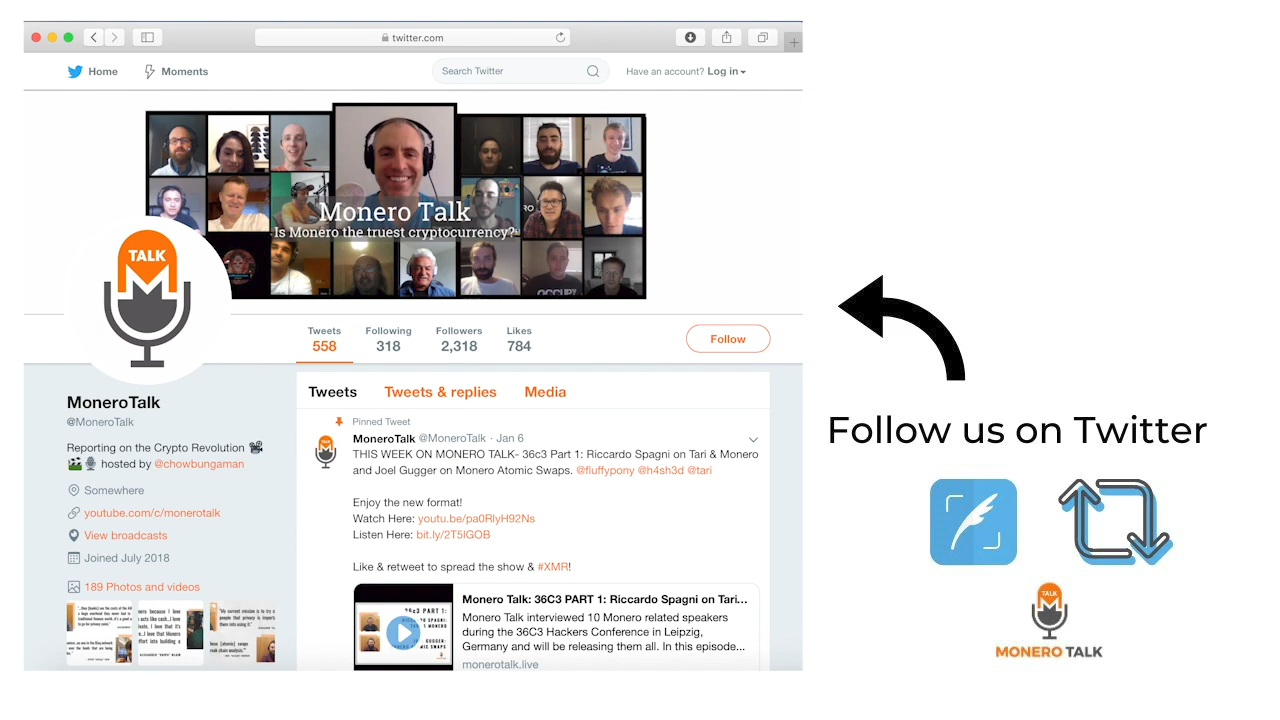 twitter.com
Home
Moments
Search Twitter
Have an account? Log in
Monero Talk
Is Monero the truest cryptocurrency?
OCCUPY
TALK
Tweets
558
Following
318
Followers
2,318
Likes
784
Follow
MoneroTalk
@MoneroTalk
Reporting on the Crypto Revolution
hosted by @chowbungaman
Somewhere
youtube.com/c/monerotalk
View broadcasts
Joined July 2018
189 Photos and videos
Tweets
Tweets & replies
Media
Pinned Tweet
MoneroTalk @MoneroTalk · Jan 6
THIS WEEK ON MONERO TALK- 36c3 Part 1: Riccardo Spagni on Tari & Monero
and Joel Gugger on Monero Atomic Swaps. @fluffypony @h4sh3d @tari
Enjoy the new format!
Watch Here: youtu.be/pa0RlyH92Ns
Listen Here: bit.ly/2T5IGOB
Like & retweet to spread the show & #XMR!
Monero Talk: 36C3 PART 1: Riccardo Spagni on Tari...
Monero Talk interviewed 10 Monero related speakers
during the 36C3 Hackers Conference in Leipzig,
Germany and will be releasing them all. In this episode...
monerotalk.live
Follow us on Twitter
TALK
MONERO TALK